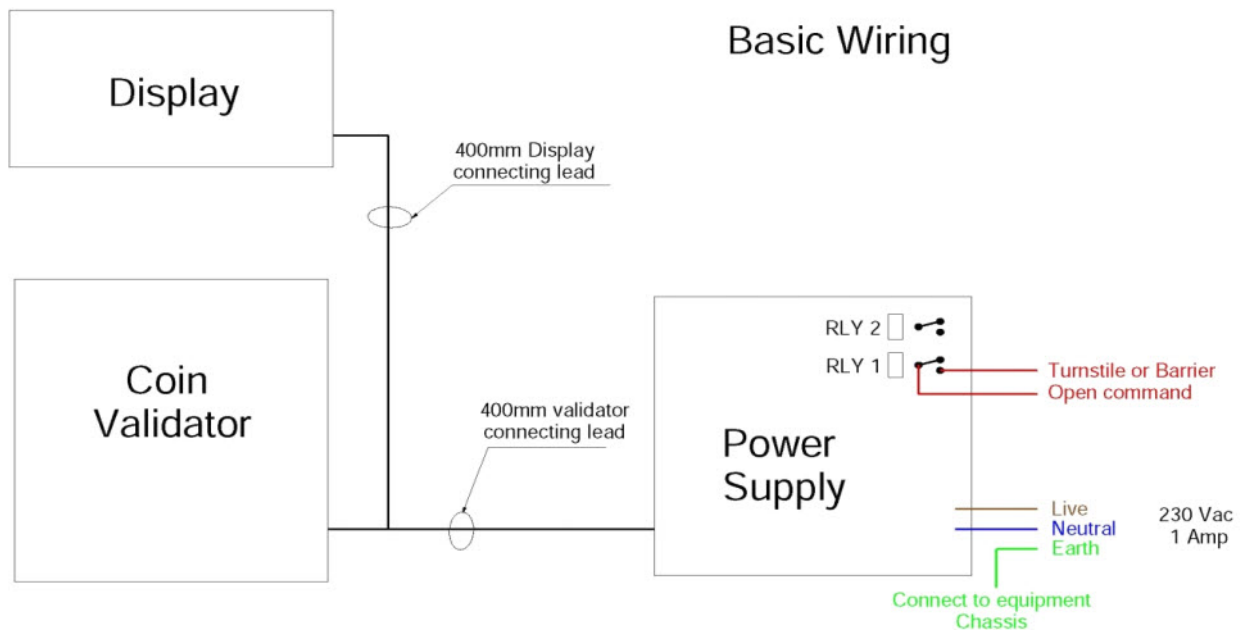 Basic Wiring
Display
400mm Display
connecting lead
Coin
Validator
400mm validator
connecting lead
RLY 2
RLY 1
Turnstile or Barrier
Open command
Power
Supply
Live
Neutral
Earth
230 Vac
1 Amp
Connect to equipment
Chassis